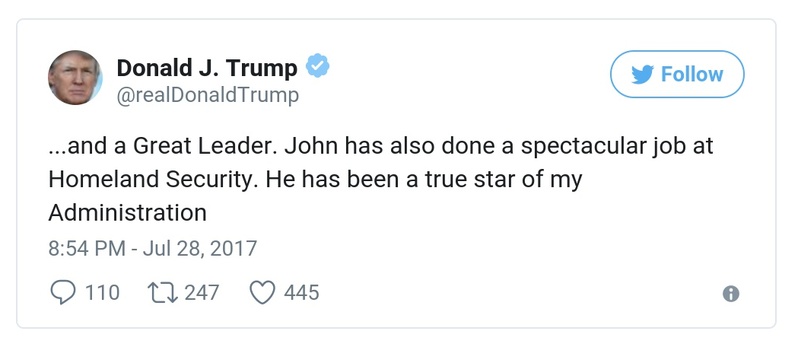 Donald J. Trump
Follow
@realDonaldTrump
...and a Great Leader. John has also done a spectacular job at
Homeland Security. He has been a true star of my
Administration
8:54 PM - Jul 28, 2017
110 247 445